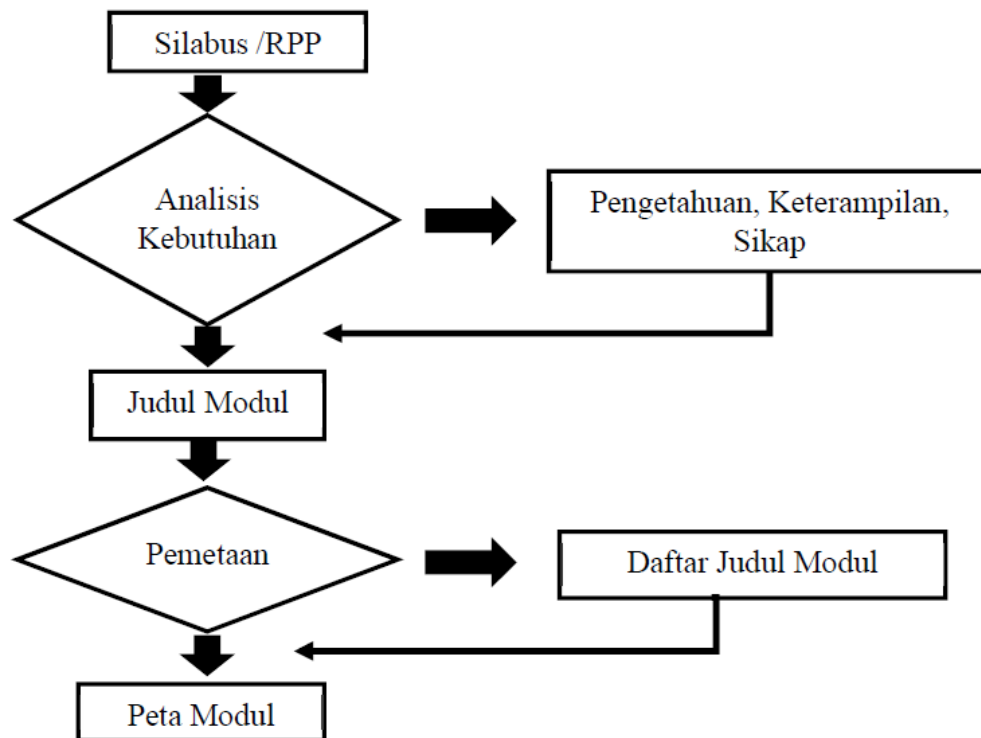 Silabus /RPP
Analisis
Kebutuhan
Pengetahuan, Keterampilan,
Sikap
Judul Modul
Pemetaan
Daftar Judul Modul
Peta Modul